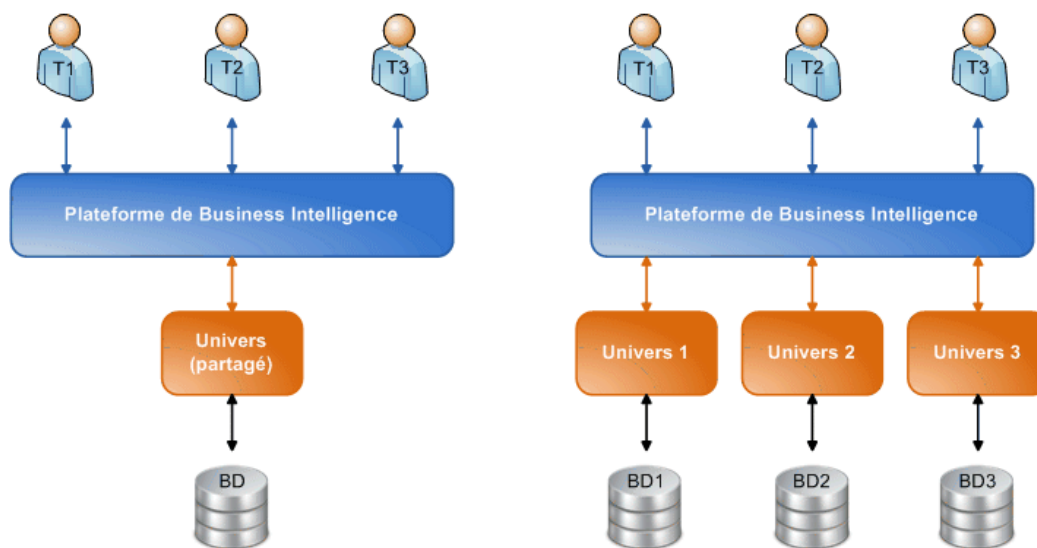 T1
T2
T3
Plateforme de Business Intelligence
Univers
(partagé)
BD
T1
T2
T3
Plateforme de Business Intelligence
Univers 1
Univers 2
Univers 3
BD1
BD2
BD3